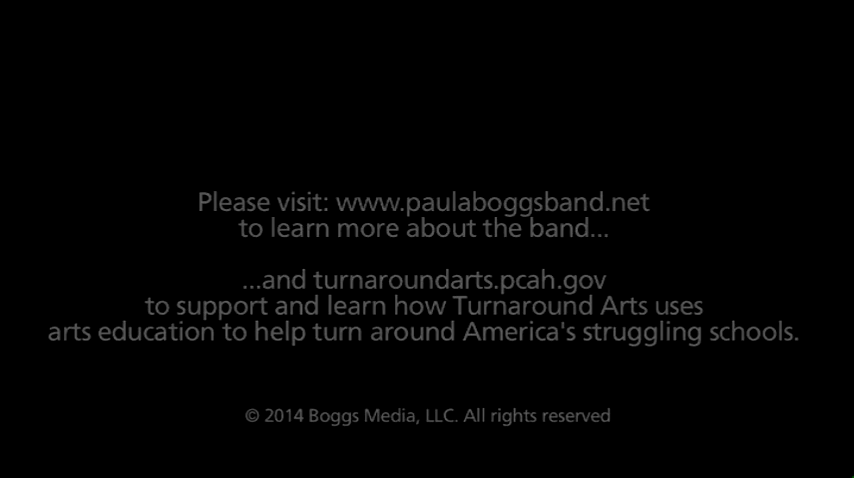 Please visit: www.paulaboggsband.net
to learn more about the band...
...and turnaroundarts.pcah.gov
to support and learn how Turnaround Arts uses
arts education to help turn around America's struggling schools.
© 2014 Boggs Media, LLC. All rights reserved